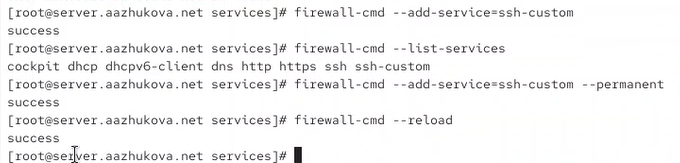 [root@server.aazhukova.net services]# firewall-cmd --add-service=ssh-custom
success
[root@server.aazhukova.net services]# firewall-cmd --list-services
cockpit dhcp dhcpv6-client dns http https ssh ssh-custom
[root@server.aazhukova.net services]# firewall-cmd --add-service=ssh-custom --permanent
success
[root@server.aazhukova.net services]# firewall-cmd --reload
success
[root@server.aazhukova.net services]#